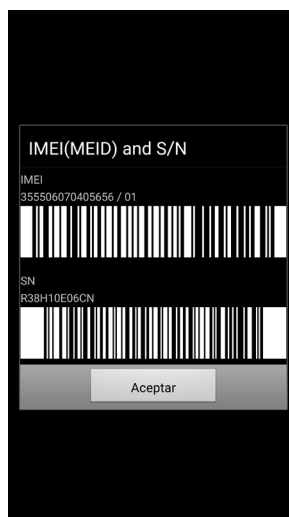 IMEI(MEID) and S/N
IMEI
355506070405656 / 01
SN
R38H10E06CN
Aceptar